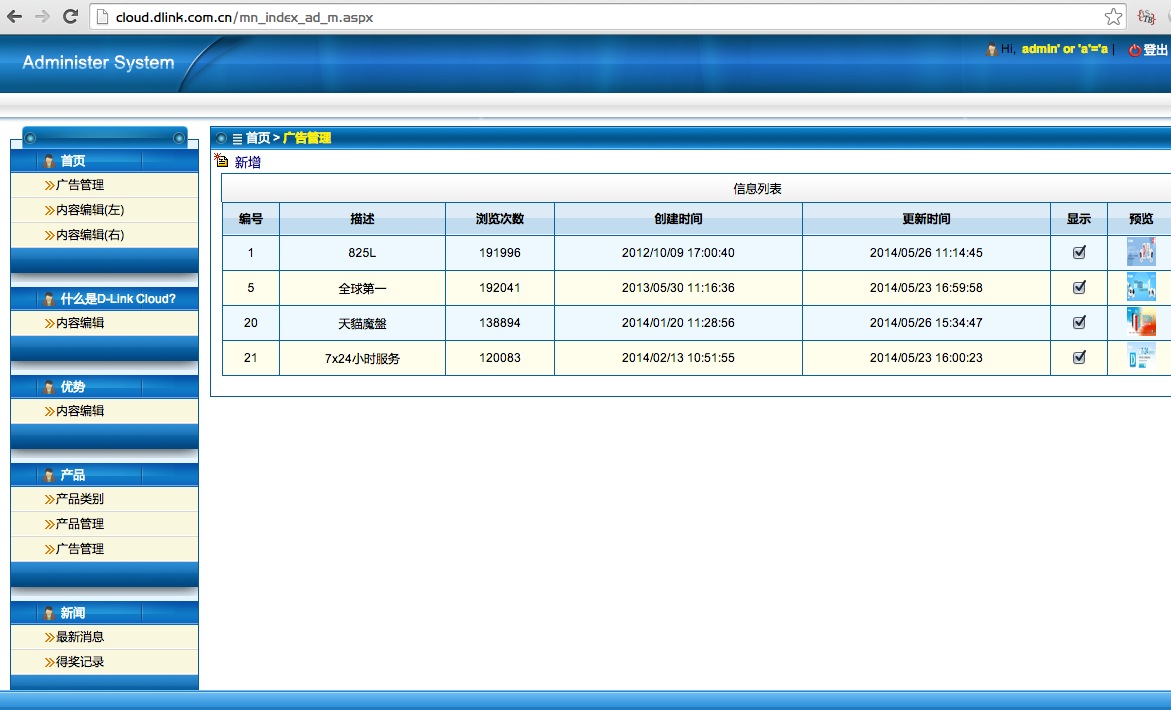 cloud.dlink.com.cn/mn_index_ad_m.aspx
Administer System
Hi, admin' or 'a'='a | 登出
首页
广告管理
内容编辑(左)
内容编辑(右)
什么是D-Link Cloud?
内容编辑
优势
内容编辑
产品
产品类别
产品管理
广告管理
新闻
最新消息
得奖记录
首页 > 广告管理
新增
信息列表
编号 描述 浏览次数 创建时间 更新时间 显示 预览
1 825L 191996 2012/10/09 17:00:40 2014/05/26 11:14:45
5 全球第一 192041 2013/05/30 11:16:36 2014/05/23 16:59:58
20 天貓魔盤 138894 2014/01/20 11:28:56 2014/05/26 15:34:47
21 7x24小时服务 120083 2014/02/13 10:51:55 2014/05/23 16:00:23